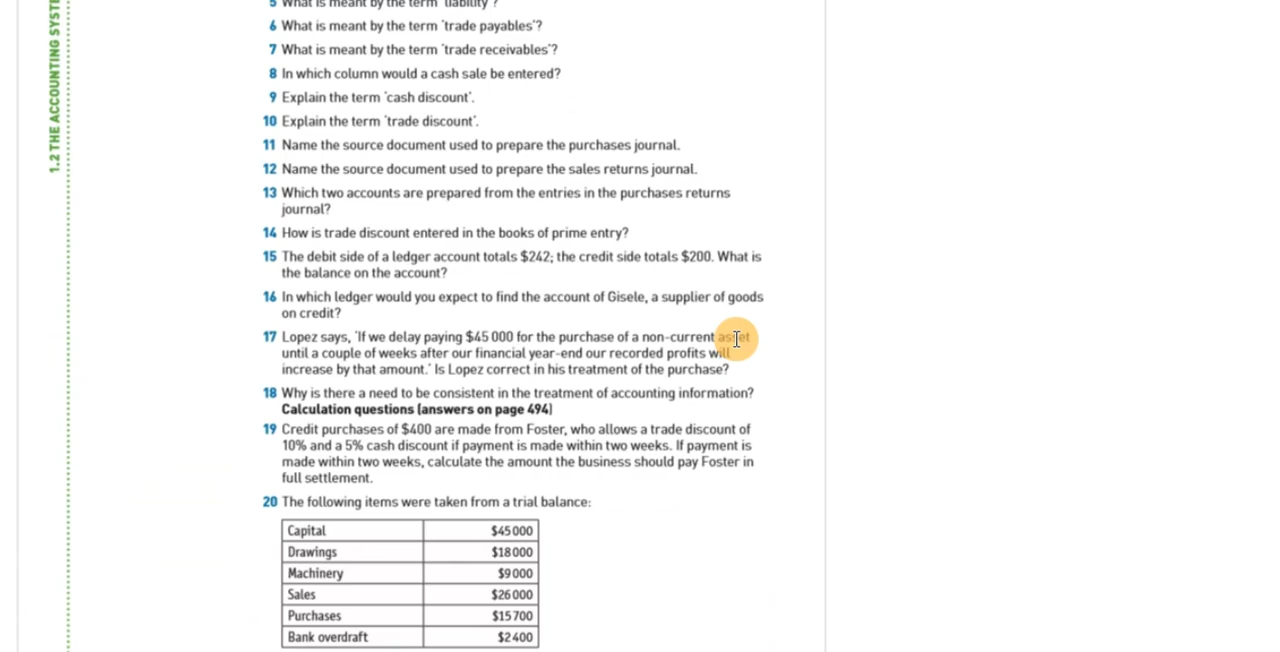 1.2 THE ACCOUNTING SYSTE
5 What is meant by the term 'liability'?
6 What is meant by the term 'trade payables'?
7 What is meant by the term 'trade receivables'?
8 In which column would a cash sale be entered?
9 Explain the term 'cash discount'.
10 Explain the term 'trade discount'.
11 Name the source document used to prepare the purchases journal.
12 Name the source document used to prepare the sales returns journal.
13 Which two accounts are prepared from the entries in the purchases returns
journal?
14 How is trade discount entered in the books of prime entry?
15 The debit side of a ledger account totals $242; the credit side totals $200. What is
the balance on the account?
16 In which ledger would you expect to find the account of Gisele, a supplier of goods
on credit?
17 Lopez says, 'If we delay paying $45 000 for the purchase of a non-current asset
until a couple of weeks after our financial year-end our recorded profits will
increase by that amount.' Is Lopez correct in his treatment of the purchase?
18 Why is there a need to be consistent in the treatment of accounting information?
Calculation questions (answers on page 494)
19 Credit purchases of $400 are made from Foster, who allows a trade discount of
10% and a 5% cash discount if payment is made within two weeks. If payment is
made within two weeks, calculate the amount the business should pay Foster in
full settlement.
20 The following items were taken from a trial balance:
Capital $45 000
Drawings $18 000
Machinery $9 000
Sales $26 000
Purchases $15 700
Bank overdraft $2 400